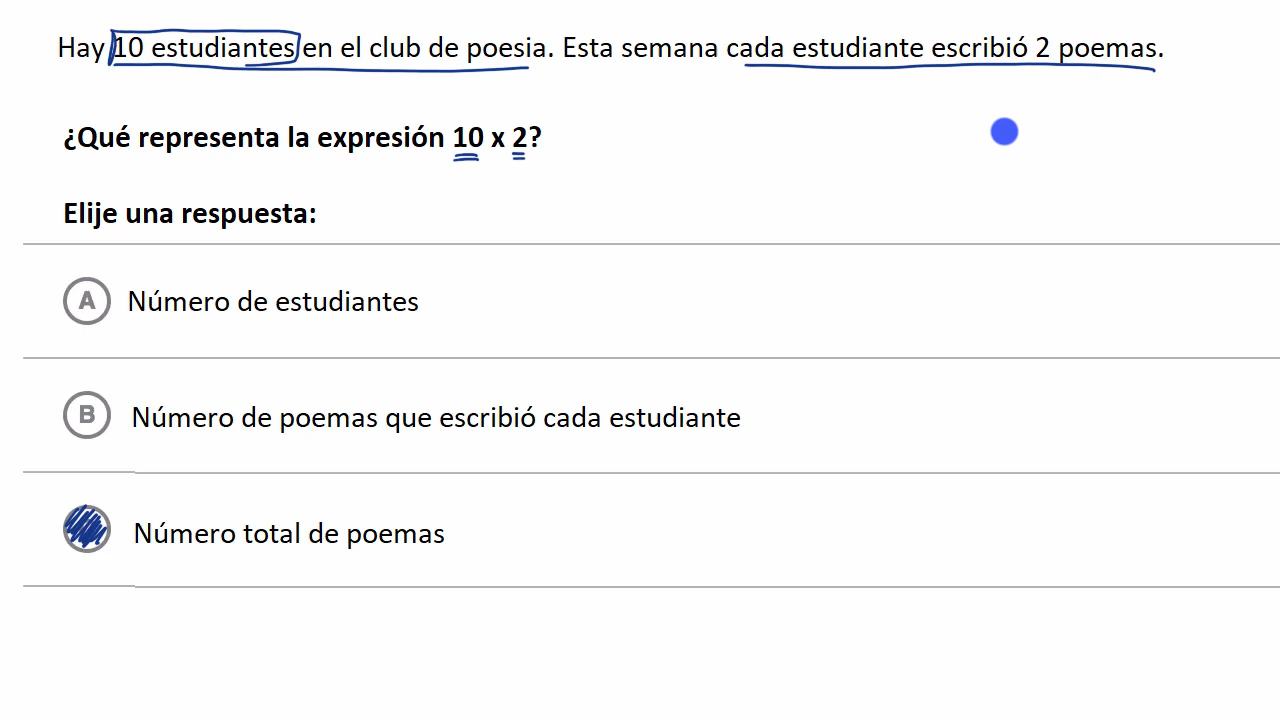 Hay 10 estudiantes en el club de poesia. Esta semana cada estudiante escribió 2 poemas.
¿Qué representa la expresión 10 x 2?
Elije una respuesta:
A Número de estudiantes
B Número de poemas que escribió cada estudiante
Número total de poemas